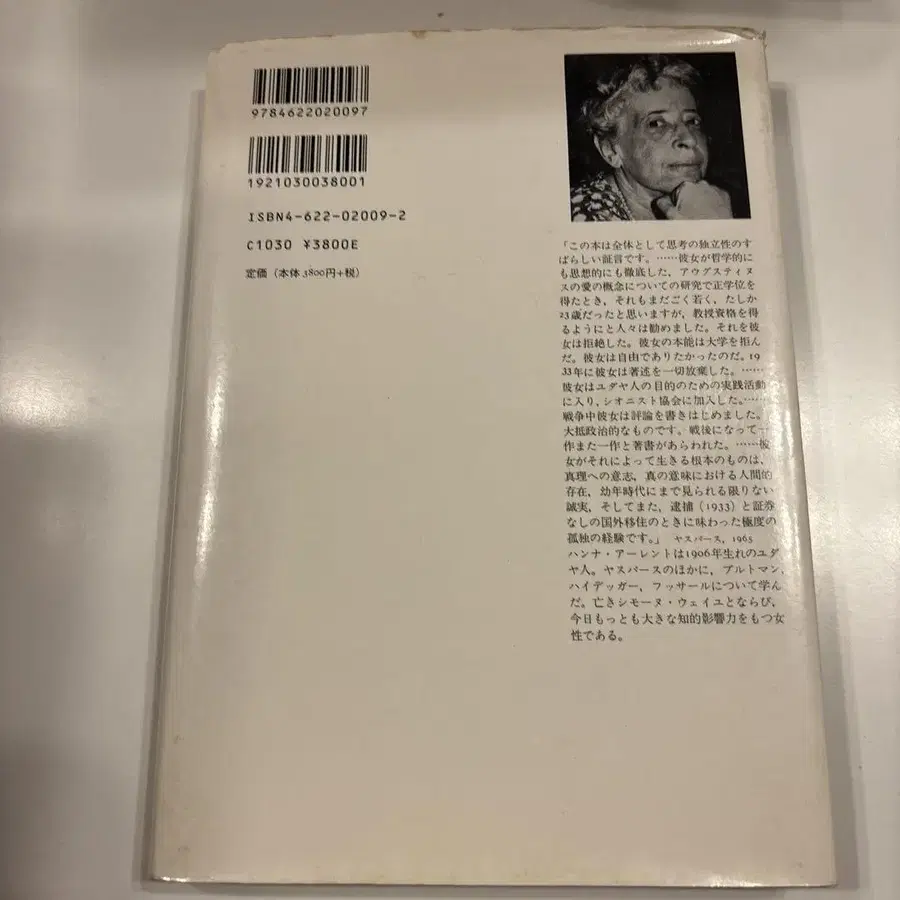 9784622020097
1921030038001
ISBN4-622-02009-2
C1030 ¥3800E
定価（本体 3800円+税）
「この本は全体として思考の独立性のす
ばらしい証言です。……彼女が哲学的に
も思想的にも徹底した，アウグスティヌ
スの愛の概念についての研究で正学位を
得たとき，それもまだごく若く，たしか
23歳だったと思いますが，教授資格を得
るようにと人々は勧めました。それを彼
女は拒絶した。彼女の本能は大学を拒ん
だ。彼女は自由でありたかったのだ。19
33年に彼女は著述を一切放棄した。……
彼女はユダヤ人の目的のための実践活動
に入り，シオニスト協会に加入した。……
戦争中彼女は評論を書きはじめました。
大抵政治的なものです。戦後になって一
作また一作と著書があらわれた。……彼
女がそれによって生きる根本のものは，
真理への意志，真の意味における人間的
存在，幼年時代にまで見られる限りない
誠実，そしてまた，逮捕（1933）と証券
なしの国外移住のときに味わった極度の
孤独の経験です。」 ヤスパース，1965
ハンナ・アーレントは1906年生れのユダ
ヤ人。ヤスパースのほかに，ブルトマン，
ハイデッガー，フッサールについて学ん
だ。亡きシモーヌ・ウェイユとならび，
今日もっとも大きな知的影響力をもつ女
性である。